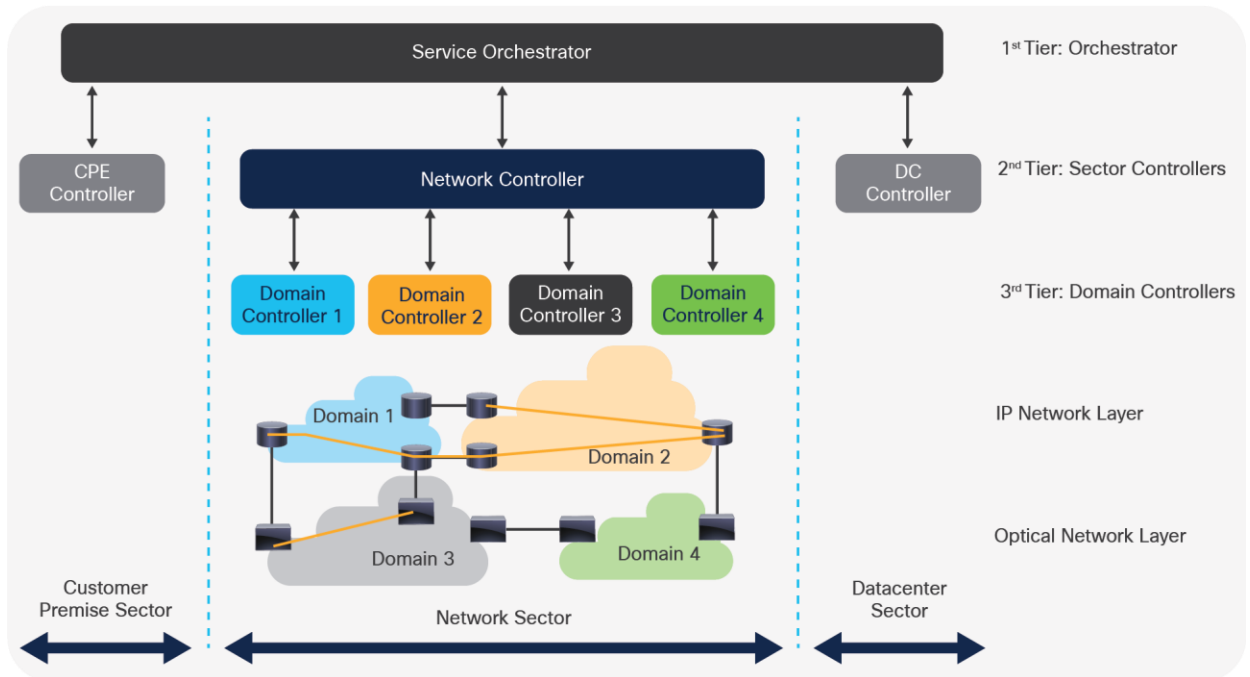 Service Orchestrator
1st Tier: Orchestrator
CPE
Controller
Network Controller
DC
Controller
2nd Tier: Sector Controllers
Domain
Controller 1
Domain
Controller 2
Domain
Controller 3
Domain
Controller 4
3rd Tier: Domain Controllers
Domain 1
Domain 2
IP Network Layer
Domain 3
Domain 4
Optical Network Layer
Customer
Premise Sector
Network Sector
Datacenter
Sector